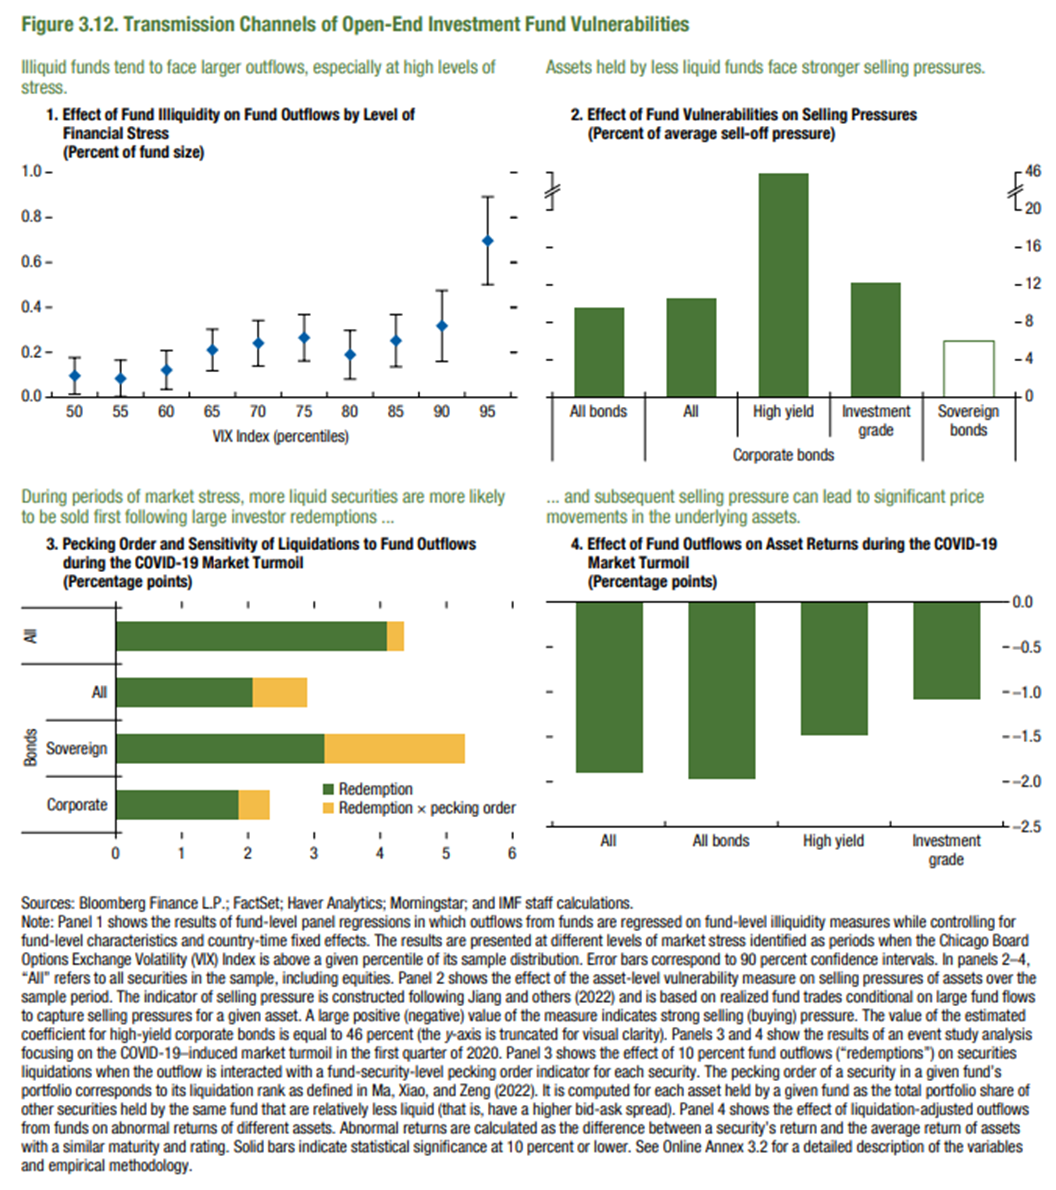 Figure 3.12. Transmission Channels of Open-End Investment Fund Vulnerabilities
Illiquid funds tend to face larger outflows, especially at high levels of
stress.
1. Effect of Fund Illiquidity on Fund Outflows by Level of
Financial Stress
(Percent of fund size)
1.0
0.8
0.6
0.4
0.2
0.0
50 55 60 65 70 75 80 85 90 95
VIX Index (percentiles)
Assets held by less liquid funds face stronger selling pressures.
2. Effect of Fund Vulnerabilities on Selling Pressures
(Percent of average sell-off pressure)
46
20
16
12
8
4
0
All bonds All High yield Investment Sovereign
grade bonds
Corporate bonds
During periods of market stress, more liquid securities are more likely
to be sold first following large investor redemptions ...
3. Pecking Order and Sensitivity of Liquidations to Fund Outflows
during the COVID-19 Market Turmoil
(Percentage points)
All
All
Bonds
Sovereign
Corporate
Redemption
Redemption × pecking order
0 1 2 3 4 5 6
... and subsequent selling pressure can lead to significant price
movements in the underlying assets.
4. Effect of Fund Outflows on Asset Returns during the COVID-19
Market Turmoil
(Percentage points)
0.0
–0.5
–1.0
–1.5
–2.0
–2.5
All All bonds High yield Investment
grade
Sources: Bloomberg Finance L.P.; FactSet; Haver Analytics; Morningstar; and IMF staff calculations.
Note: Panel 1 shows the results of fund-level panel regressions in which outflows from funds are regressed on fund-level illiquidity measures while controlling for
fund-level characteristics and country-time fixed effects. The results are presented at different levels of market stress identified as periods when the Chicago Board
Options Exchange Volatility (VIX) Index is above a given percentile of its sample distribution. Error bars correspond to 90 percent confidence intervals. In panels 2–4,
“All” refers to all securities in the sample, including equities. Panel 2 shows the effect of the asset-level vulnerability measure on selling pressures of assets over the
sample period. The indicator of selling pressure is constructed following Jiang and others (2022) and is based on realized fund trades conditional on large fund flows
to capture selling pressures for a given asset. A large positive (negative) value of the measure indicates strong selling (buying) pressure. The value of the estimated
coefficient for high-yield corporate bonds is equal to 46 percent (the y-axis is truncated for visual clarity). Panels 3 and 4 show the results of an event study analysis
focusing on the COVID-19–induced market turmoil in the first quarter of 2020. Panel 3 shows the effect of 10 percent fund outflows (“redemptions”) on securities
liquidations when the outflow is interacted with a fund-security-level pecking order indicator for each security. The pecking order of a security in a given fund’s
portfolio corresponds to its liquidation rank as defined in Ma, Xiao, and Zeng (2022). It is computed for each asset held by a given fund as the total portfolio share of
other securities held by the same fund that are relatively less liquid (that is, have a higher bid-ask spread). Panel 4 shows the effect of liquidation-adjusted outflows
from funds on abnormal returns of different assets. Abnormal returns are calculated as the difference between a security’s return and the average return of assets
with a similar maturity and rating. Solid bars indicate statistical significance at 10 percent or lower. See Online Annex 3.2 for a detailed description of the variables
and empirical methodology.